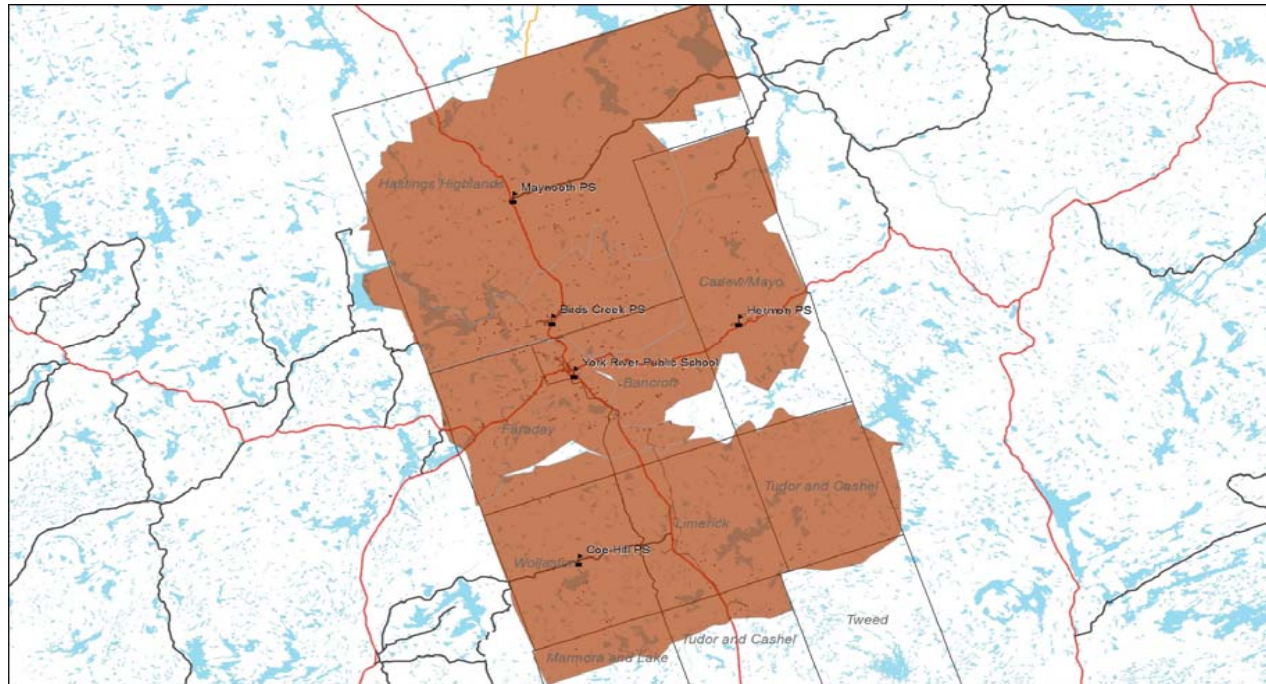 Hastings Highlands
Maynooth PS
Carlow/Mayo
Birds Creek PS
Hermon PS
York River Public School
Bancroft
Faraday
Tudor and Cashel
Limerick
Coe Hill PS
Wollaston
Tweed
Tudor and Cashel
Marmora and Lake